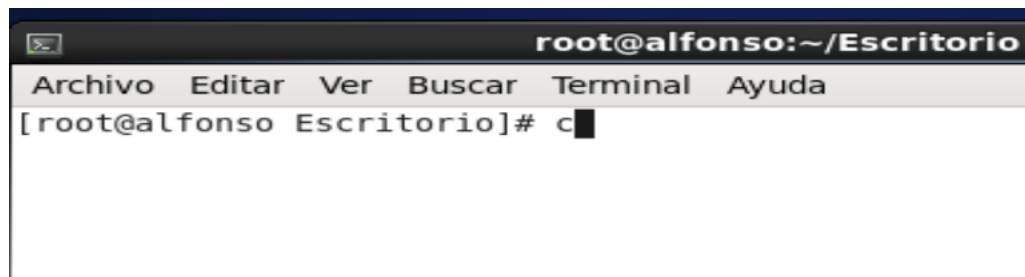 root@alfonso:~/Escritorio
Archivo Editar Ver Buscar Terminal Ayuda
[root@alfonso Escritorio]# c